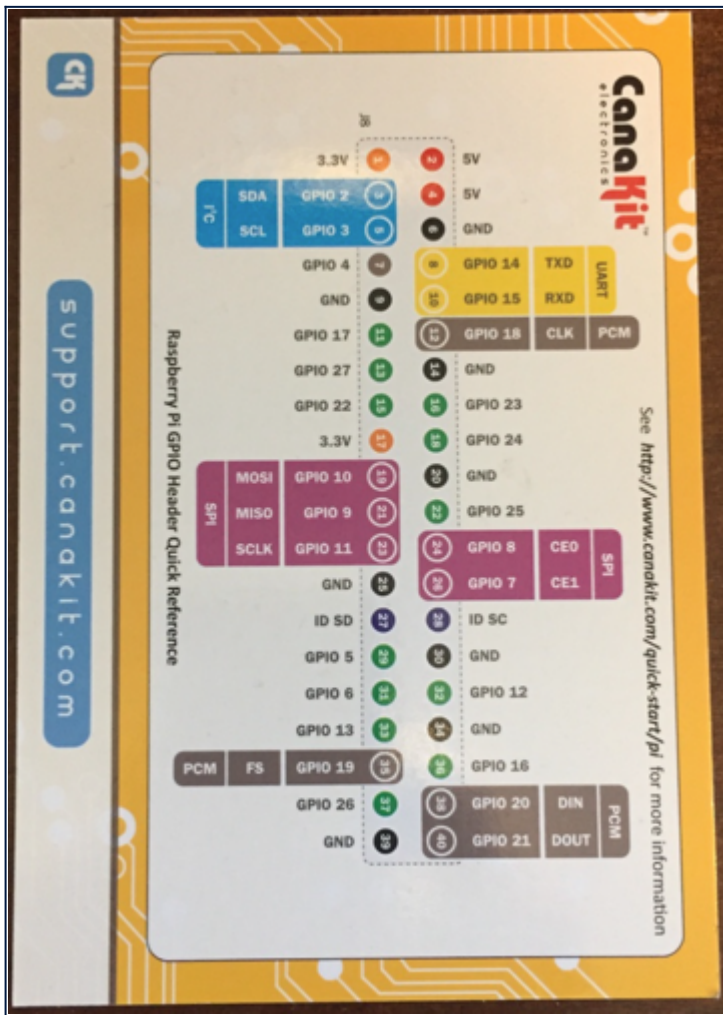 CK
support.canakit.com
CanaKit™
electronics
See http://www.canakit.com/quick-start/pi for more information
J8
3.3V 1 2 5V
I²C SDA GPIO 2 3 4 5V
SCL GPIO 3 5 6 GND
GPIO 4 7 8 GPIO 14 TXD UART
GND 9 10 GPIO 15 RXD
GPIO 17 11 12 GPIO 18 CLK PCM
GPIO 27 13 14 GND
GPIO 22 15 16 GPIO 23
3.3V 17 18 GPIO 24
SPI MOSI GPIO 10 19 20 GND
MISO GPIO 9 21 22 GPIO 25
SCLK GPIO 11 23 24 GPIO 8 CE0 SPI
GND 25 26 GPIO 7 CE1
ID SD 27 28 ID SC
GPIO 5 29 30 GND
GPIO 6 31 32 GPIO 12
GPIO 13 33 34 GND
PCM FS GPIO 19 35 36 GPIO 16
GPIO 26 37 38 GPIO 20 DIN PCM
GND 39 40 GPIO 21 DOUT
Raspberry Pi GPIO Header Quick Reference